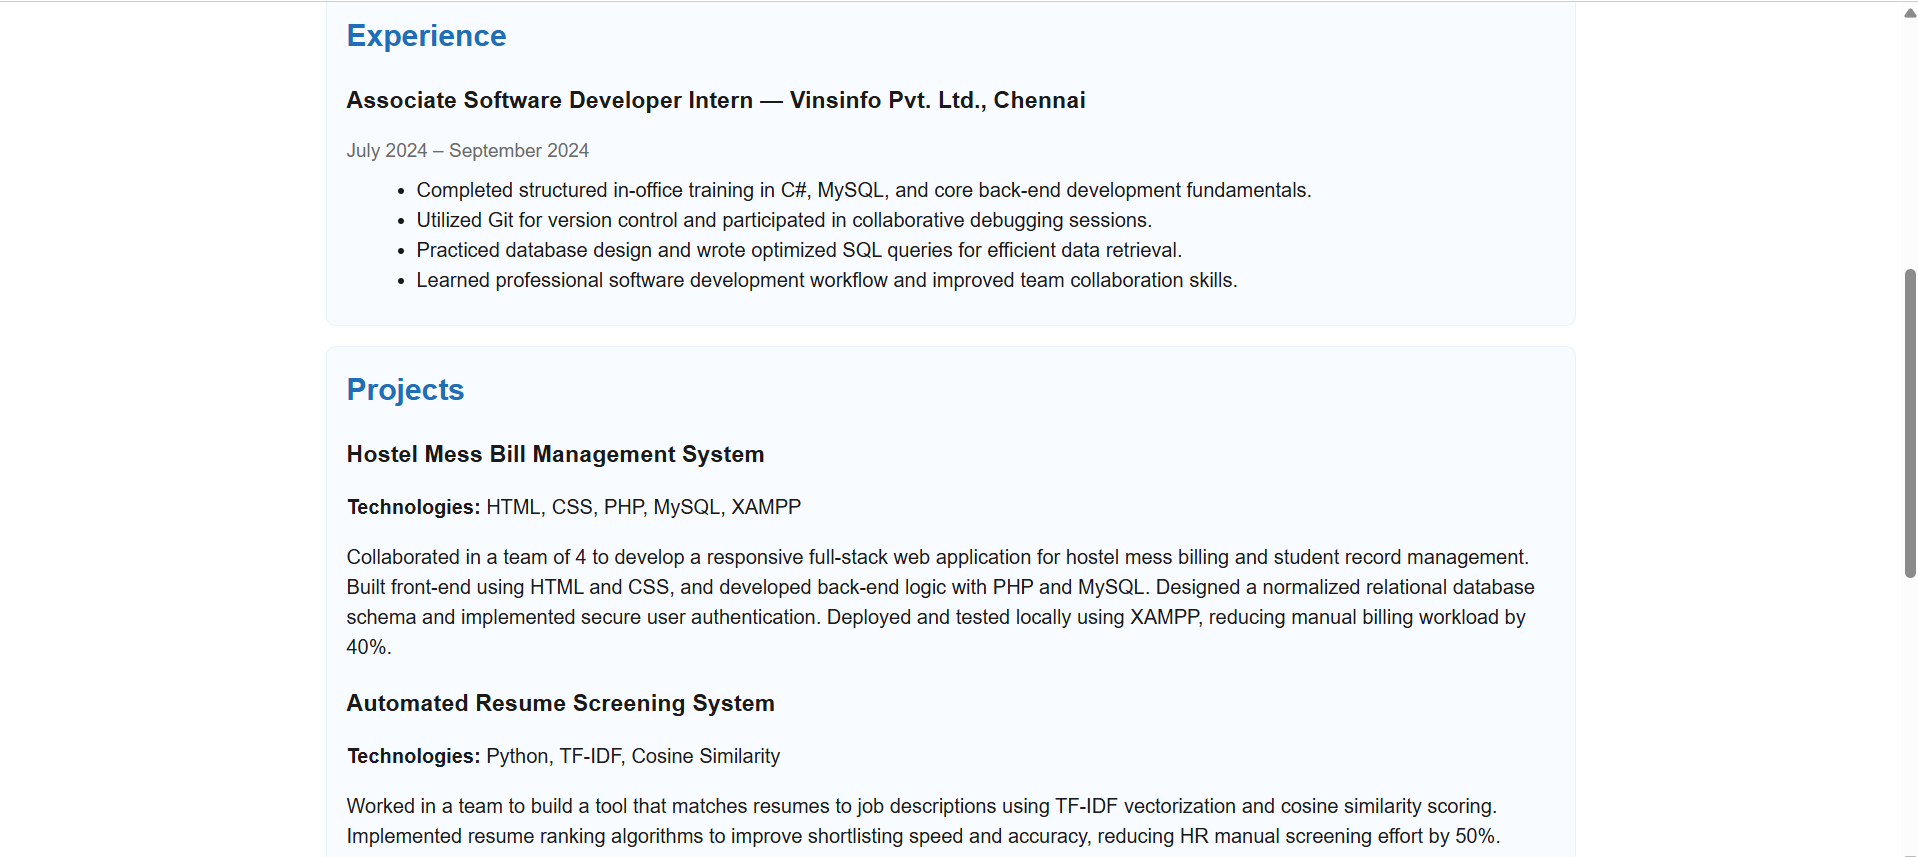 Experience
Associate Software Developer Intern — Vinsinfo Pvt. Ltd., Chennai
July 2024 – September 2024
• Completed structured in-office training in C#, MySQL, and core back-end development fundamentals.
• Utilized Git for version control and participated in collaborative debugging sessions.
• Practiced database design and wrote optimized SQL queries for efficient data retrieval.
• Learned professional software development workflow and improved team collaboration skills.
Projects
Hostel Mess Bill Management System
Technologies: HTML, CSS, PHP, MySQL, XAMPP
Collaborated in a team of 4 to develop a responsive full-stack web application for hostel mess billing and student record management.
Built front-end using HTML and CSS, and developed back-end logic with PHP and MySQL. Designed a normalized relational database
schema and implemented secure user authentication. Deployed and tested locally using XAMPP, reducing manual billing workload by
40%.
Automated Resume Screening System
Technologies: Python, TF-IDF, Cosine Similarity
Worked in a team to build a tool that matches resumes to job descriptions using TF-IDF vectorization and cosine similarity scoring.
Implemented resume ranking algorithms to improve shortlisting speed and accuracy, reducing HR manual screening effort by 50%.